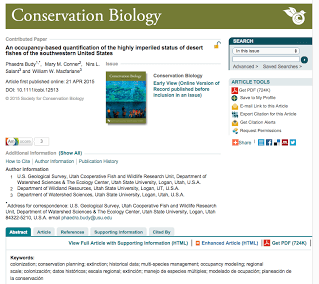 Conservation Biology
Contributed Paper
An occupancy-based quantification of the highly imperiled status of desert
fishes of the southwestern United States
Phaedra Budy1,*, Mary M. Conner2, Nira L.
Salant3 and William W. Macfarlane3
Article first published online: 21 APR 2015
DOI: 10.1111/cobi.12513
© 2015 Society for Conservation Biology
Conservation Biology
Conservation Biology
Early View (Online Version of
Record published before
inclusion in an issue)
SEARCH
In this issue
Advanced > Saved Searches >
ARTICLE TOOLS
Get PDF (724K)
Save to My Profile
E-mail Link to this Article
Export Citation for this Article
Get Citation Alerts
Request Permissions
Share
Am
score
3
Additional Information (Show All)
How to Cite | Author Information | Publication History
Author Information
1 U.S. Geological Survey, Utah Cooperative Fish and Wildlife Research Unit, Department of
Watershed Sciences & The Ecology Center, Utah State University, Logan, Utah, U.S.A.
2 Department of Wildland Resources, Utah State University, Logan, UT, U.S.A.
3 Department of Watershed Sciences, Utah State University, Logan, Utah, U.S.A.
*Address for correspondence: U.S. Geological Survey, Utah Cooperative Fish and Wildlife
Research Unit, Department of Watershed Sciences & The Ecology Center, Utah State University, Logan, Utah
84322-5210, U.S.A. email phaedra.budy@usu.edu
Abstract
Article
References
Supporting Information
Cited By
View Full Article with Supporting Information (HTML)
Enhanced Article (HTML)
Get PDF (724K)
Keywords:
colonization; conservation planning; extinction; historical data; multi-species management; occupancy modeling; regional
scale; colonización; datos históricos; escala regional; extinción; manejo de especies múltiples; modelado de ocupación; planeación de
la conservación